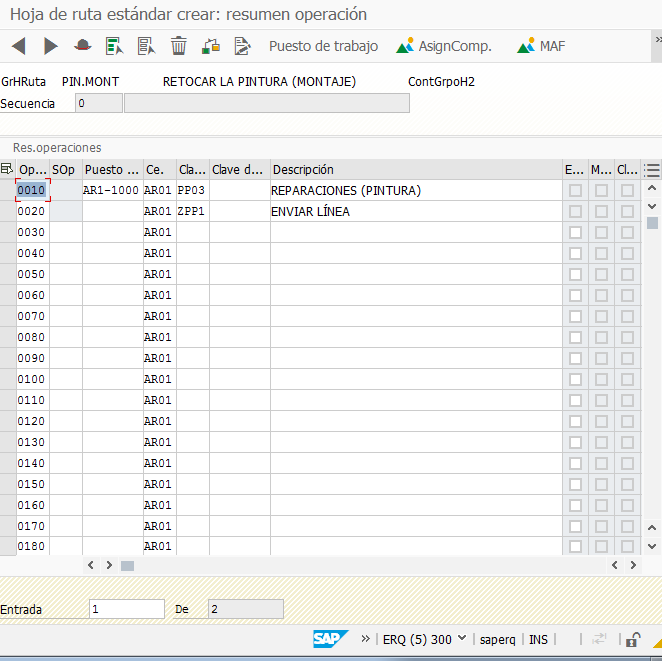 Hoja de ruta estándar crear: resumen operación
Puesto de trabajo AsignComp. MAF »
GrHRuta PIN.MONT RETOCAR LA PINTURA (MONTAJE) ContGrpoH2
Secuencia 0
Res.operaciones
Op... SOp Puesto ... Ce. Cla... Clave d... Descripción E... M... Cl...
0010 AR1-1000 AR01 PP03 REPARACIONES (PINTURA)
0020 AR01 ZPP1 ENVIAR LÍNEA
0030 AR01
0040 AR01
0050 AR01
0060 AR01
0070 AR01
0080 AR01
0090 AR01
0100 AR01
0110 AR01
0120 AR01
0130 AR01
0140 AR01
0150 AR01
0160 AR01
0170 AR01
0180 AR01
Entrada 1 De 2
SAP » ERQ (5) 300 saperq INS